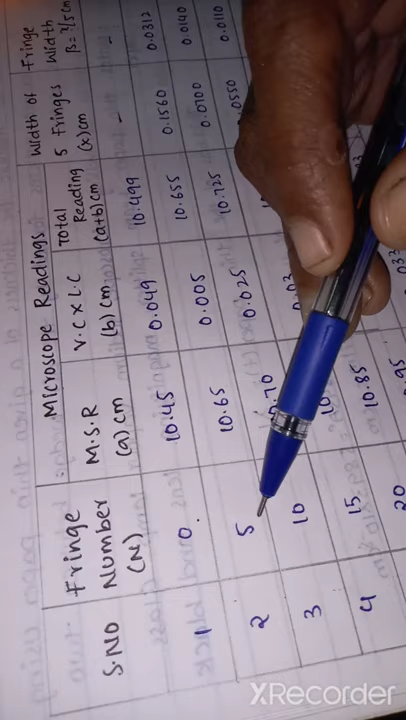 Microscope Readings
S.No Fringe Number (N) M.S.R (a) cm V.C x L.C (b) cm Total Reading (a+b) cm Width of 5 Fringes (x) cm Fringe Width β = x/5 cm
1 0. 10.45 0.049 10.499 - -
2 5 10.65 0.005 10.655 0.1560 0.0312
3 10 0.025 10.725 0.0700 0.0140
4 15 0.0550 0.0110
20 10.85
XRecorder